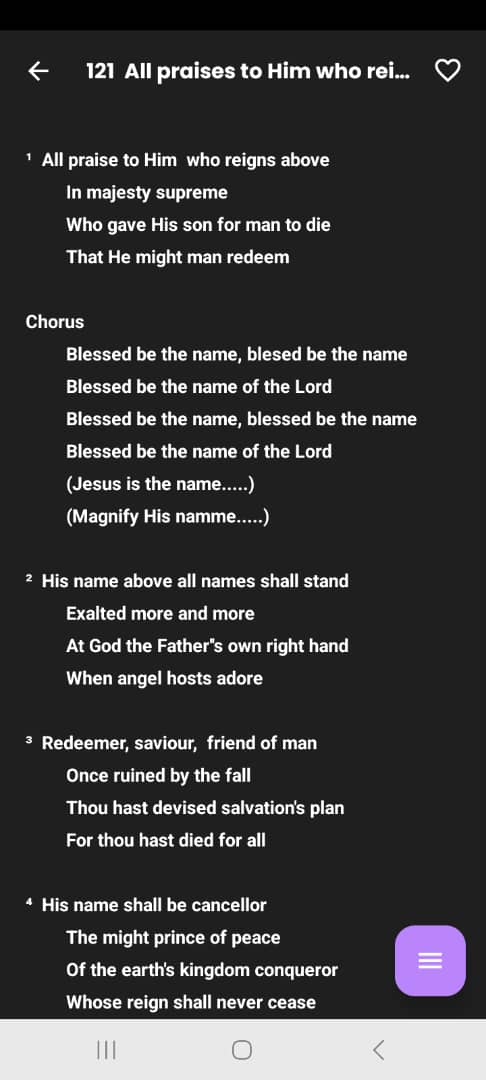 121 All praises to Him who rei...
¹ All praise to Him who reigns above
In majesty supreme
Who gave His son for man to die
That He might man redeem
Chorus
Blessed be the name, blesed be the name
Blessed be the name of the Lord
Blessed be the name, blessed be the name
Blessed be the name of the Lord
(Jesus is the name.....)
(Magnify His namme.....)
² His name above all names shall stand
Exalted more and more
At God the Father"s own right hand
When angel hosts adore
³ Redeemer, saviour, friend of man
Once ruined by the fall
Thou hast devised salvation's plan
For thou hast died for all
⁴ His name shall be cancellor
The might prince of peace
Of the earth's kingdom conqueror
Whose reign shall never cease